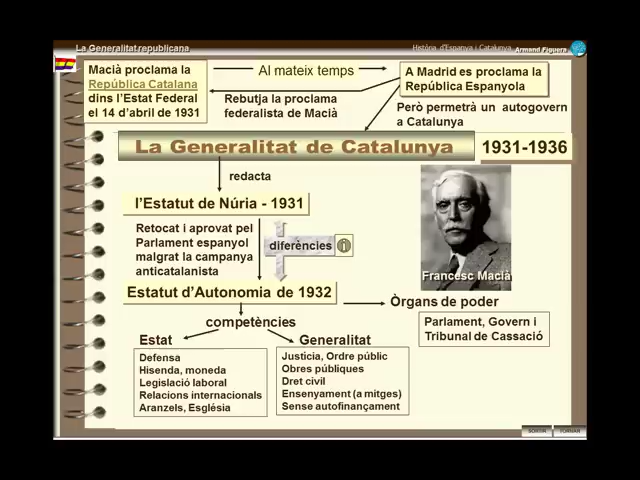 La Generalitat republicana
Història d'Espanya i Catalunya Armand Figuera
Macià proclama la
República Catalana
dins l'Estat Federal
el 14 d'abril de 1931
Al mateix temps
A Madrid es proclama la
República Espanyola
Rebutja la proclama
federalista de Macià
Però permetrà un autogovern
a Catalunya
La Generalitat de Catalunya
1931-1936
redacta
l'Estatut de Núria - 1931
Retocat i aprovat pel
Parlament espanyol
malgrat la campanya
anticatalanista
diferències
Francesc Macià
Estatut d'Autonomia de 1932
Òrgans de poder
Parlament, Govern i
Tribunal de Cassació
competències
Estat
Defensa
Hisenda, moneda
Legislació laboral
Relacions internacionals
Aranzels, Església
Generalitat
Justícia, Ordre públic
Obres públiques
Dret civil
Ensenyament (a mitges)
Sense autofinançament
SORTIR
TORNAR